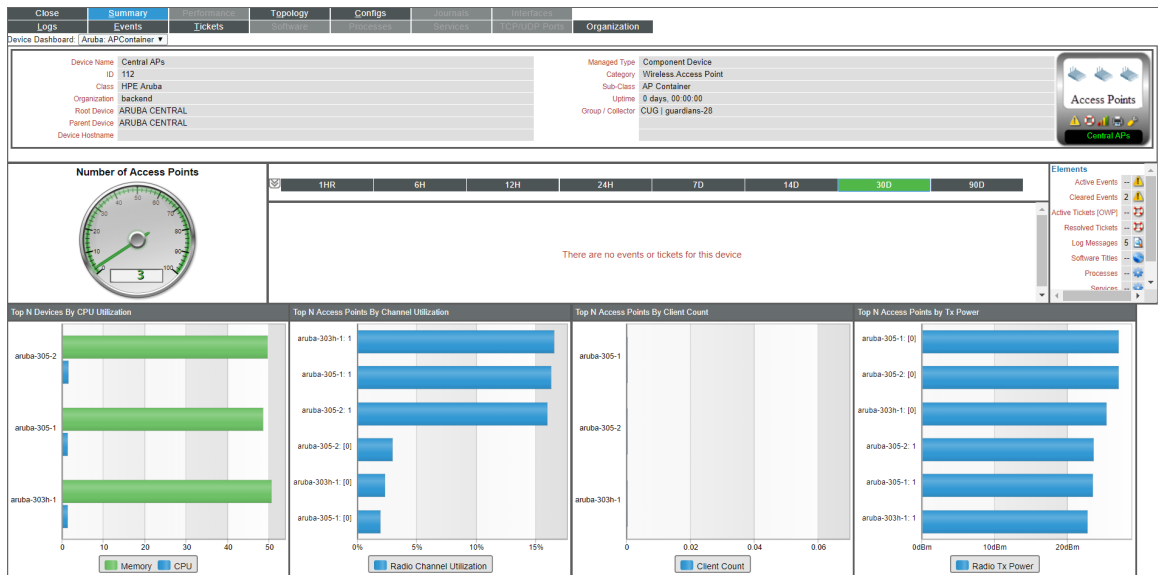 Close Summary Performance Topology Configs Journals Interfaces
Logs Events Tickets Software Processes Services TCP/UDP Ports Organization
Device Dashboard: Aruba: APContainer ▼
Device Name Central APs
ID 112
Class HPE Aruba
Organization backend
Root Device ARUBA CENTRAL
Parent Device ARUBA CENTRAL
Device Hostname
Managed Type Component Device
Category Wireless Access Point
Sub-Class AP Container
Uptime 0 days, 00:00:00
Group / Collector CUG | guardians-28
Access Points
Central APs
Number of Access Points
0 10 20 30 40 50 60 70 80 90 100
3
1HR 6H 12H 24H 7D 14D 30D 90D
There are no events or tickets for this device
Elements
Active Events --
Cleared Events 2
Active Tickets [OWP] --
Resolved Tickets --
Log Messages 5
Software Titles --
Processes --
Services --
Top N Devices By CPU Utilization
aruba-305-2
aruba-305-1
aruba-303h-1
0 10 20 30 40 50
Memory CPU
Top N Access Points By Channel Utilization
aruba-303h-1: 1
aruba-305-1: 1
aruba-305-2: 1
aruba-305-2: [0]
aruba-303h-1: [0]
aruba-305-1: [0]
0% 5% 10% 15%
Radio Channel Utilization
Top N Access Points By Client Count
aruba-305-1
aruba-305-2
aruba-303h-1
0 0.02 0.04 0.06
Client Count
Top N Access Points by Tx Power
aruba-305-1: [0]
aruba-305-2: [0]
aruba-303h-1: [0]
aruba-305-2: 1
aruba-305-1: 1
aruba-303h-1: 1
0dBm 10dBm 20dBm
Radio Tx Power